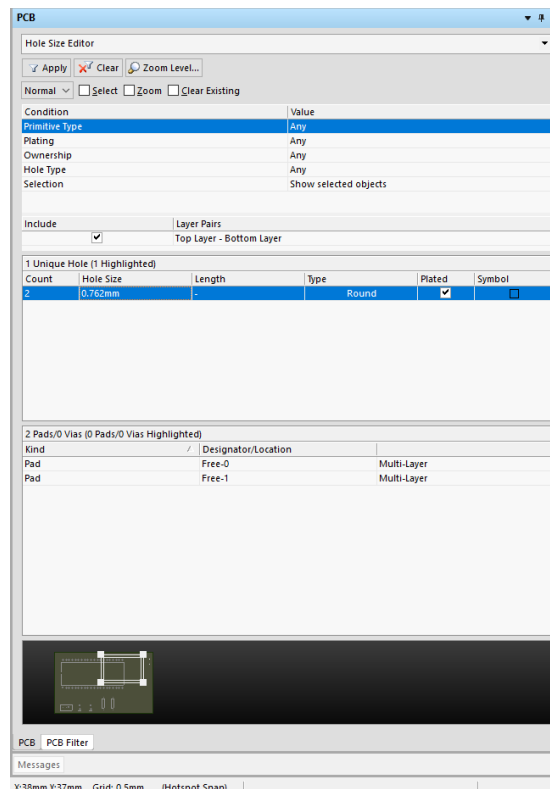 PCB
Hole Size Editor
Apply Clear Zoom Level...
Normal Select Zoom Clear Existing
Condition Value
Primitive Type Any
Plating Any
Ownership Any
Hole Type Any
Selection Show selected objects
Include Layer Pairs
Top Layer - Bottom Layer
1 Unique Hole (1 Highlighted)
Count Hole Size Length Type Plated Symbol
2 0.762mm - Round
2 Pads/0 Vias (0 Pads/0 Vias Highlighted)
Kind / Designator/Location
Pad Free-0 Multi-Layer
Pad Free-1 Multi-Layer
PCB PCB Filter
Messages
X:38mm Y:37mm Grid: 0.5mm (Hotspot Snap)